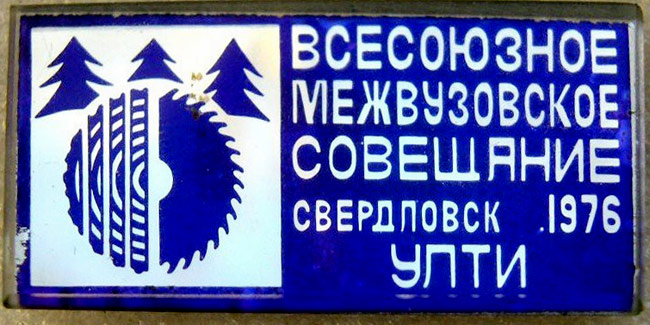 ВСЕСОЮЗНОЕ
МЕЖВУЗОВСКОЕ
СОВЕЩАНИЕ
СВЕРДЛОВСК .1976
УЛТИ